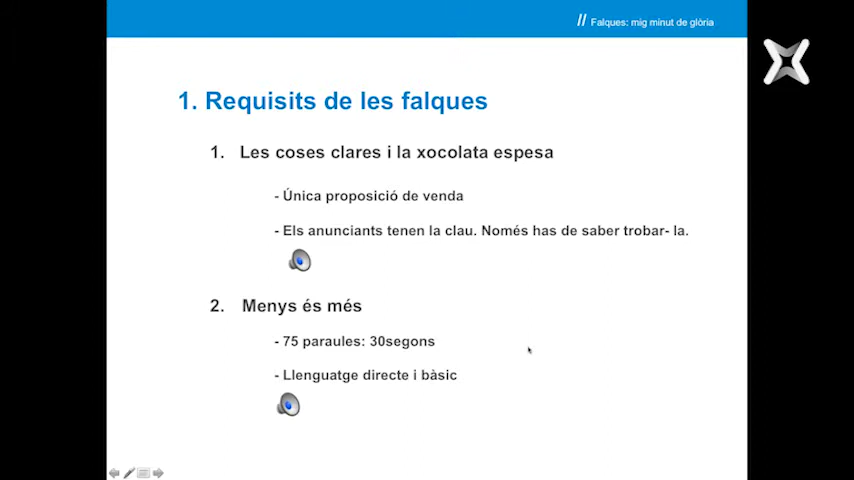 // Falques: mig minut de glòria
1. Requisits de les falques
1. Les coses clares i la xocolata espesa
- Única proposició de venda
- Els anunciants tenen la clau. Només has de saber trobar- la.
2. Menys és més
- 75 paraules: 30segons
- Llenguatge directe i bàsic